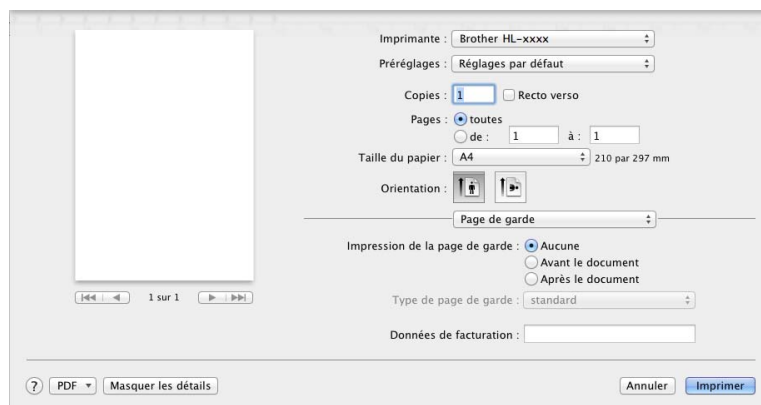 Imprimante : Brother HL-xxxx
Préréglages : Réglages par défaut
Copies : 1 Recto verso
Pages : toutes
de : 1 à : 1
Taille du papier : A4 210 par 297 mm
Orientation :
Page de garde
Impression de la page de garde : Aucune
Avant le document
Après le document
1 sur 1
Type de page de garde : standard
Données de facturation :
? PDF Masquer les détails Annuler Imprimer